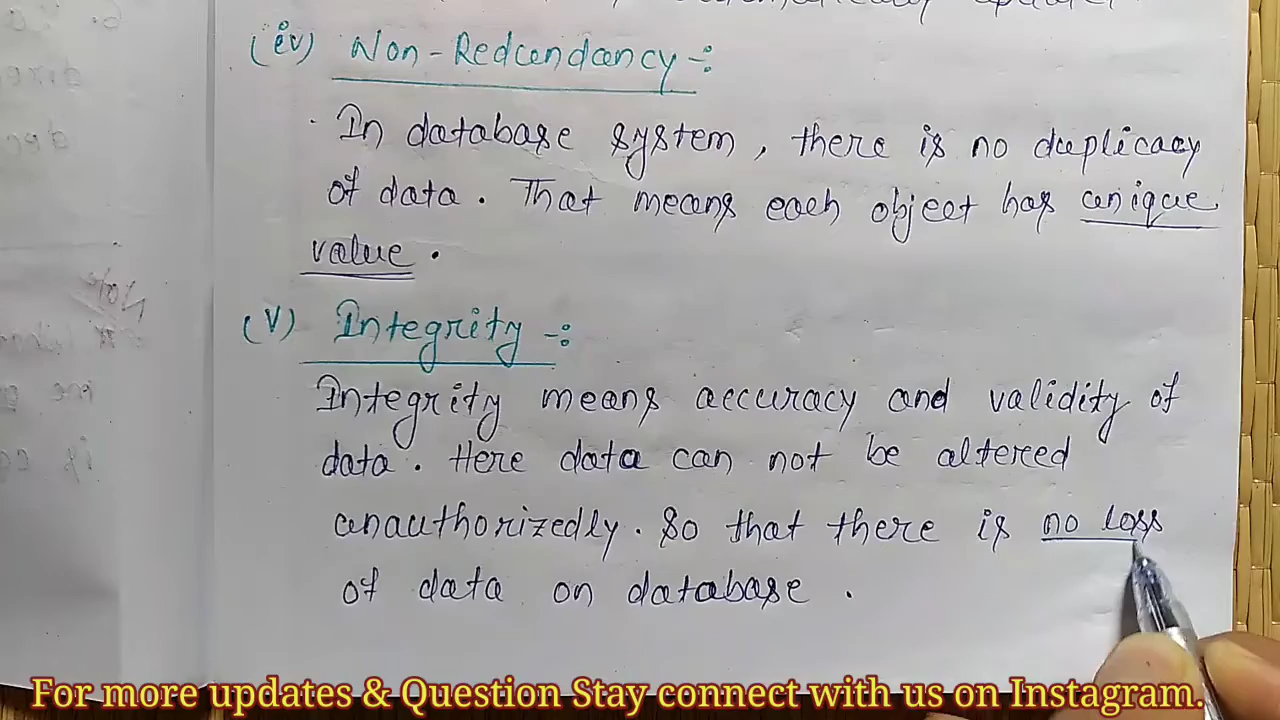 (iv) Non-Redundancy -:
In database system, there is no duplicacy
of data. That means each object has unique
value.
(v) Integrity -:
Integrity means accuracy and validity of
data. Here data can not be altered
unauthorizedly. So that there is no loss
of data on database.
For more updates & Question Stay connect with us on Instagram.